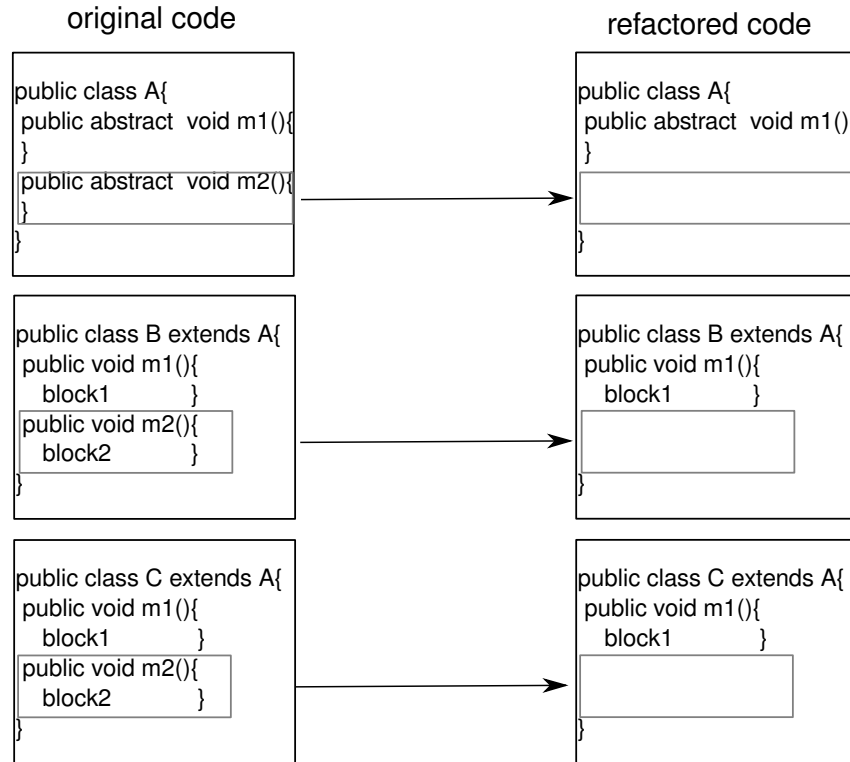 original code
public class A{
public abstract  void m1(){
}
public abstract  void m2(){
}
}
public class B extends A{
public void m1(){
block1 }
public void m2(){
block2 }
}
public class C extends A{
public void m1(){
block1 }
public void m2(){
block2 }
}
refactored code
public class A{
public abstract  void m1()
}
}
public class B extends A{
public void m1(){
block1 }
}
public class C extends A{
public void m1(){
block1 }
}